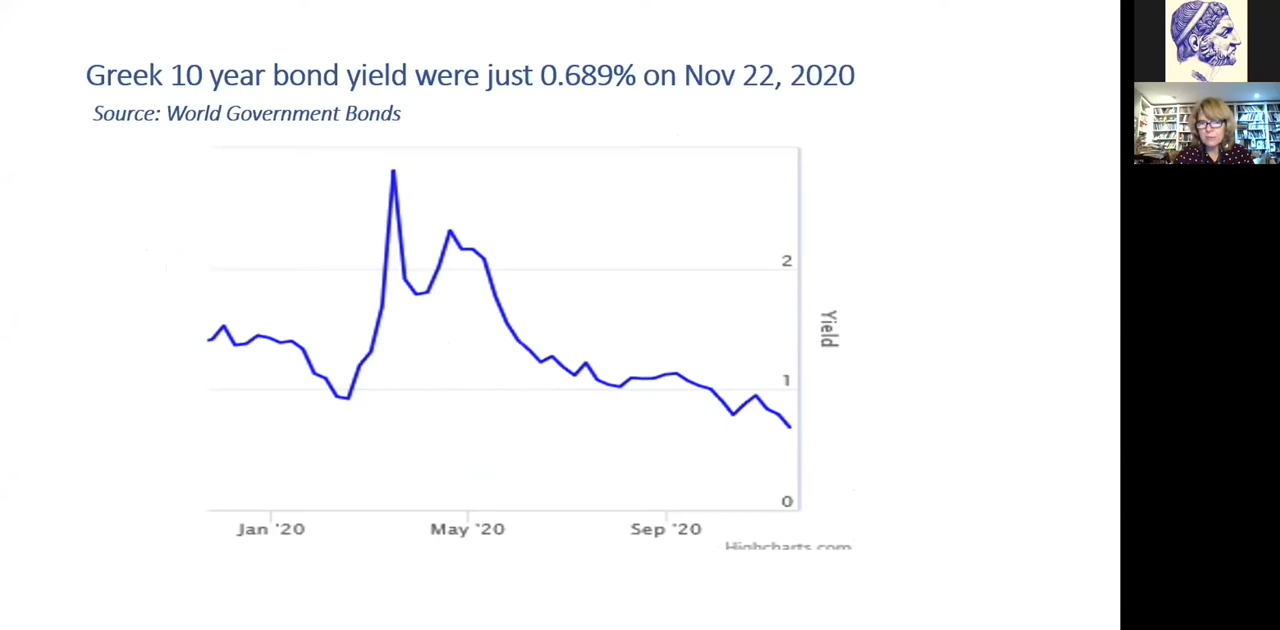 Greek 10 year bond yield were just 0.689% on Nov 22, 2020
Source: World Government Bonds
2
Yield
1
0
Jan '20 May '20 Sep '20
Highcharts.com